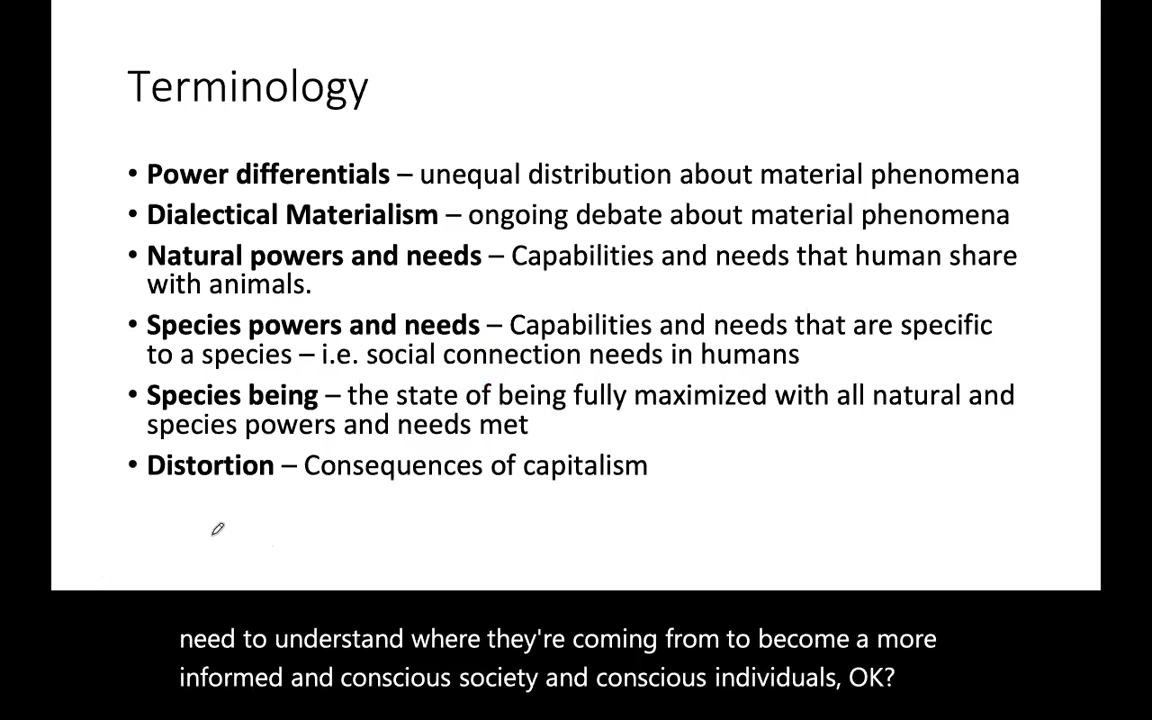 Terminology
• Power differentials – unequal distribution about material phenomena
• Dialectical Materialism – ongoing debate about material phenomena
• Natural powers and needs – Capabilities and needs that human share
with animals.
• Species powers and needs – Capabilities and needs that are specific
to a species – i.e. social connection needs in humans
• Species being – the state of being fully maximized with all natural and
species powers and needs met
• Distortion – Consequences of capitalism
need to understand where they're coming from to become a more
informed and conscious society and conscious individuals, OK?